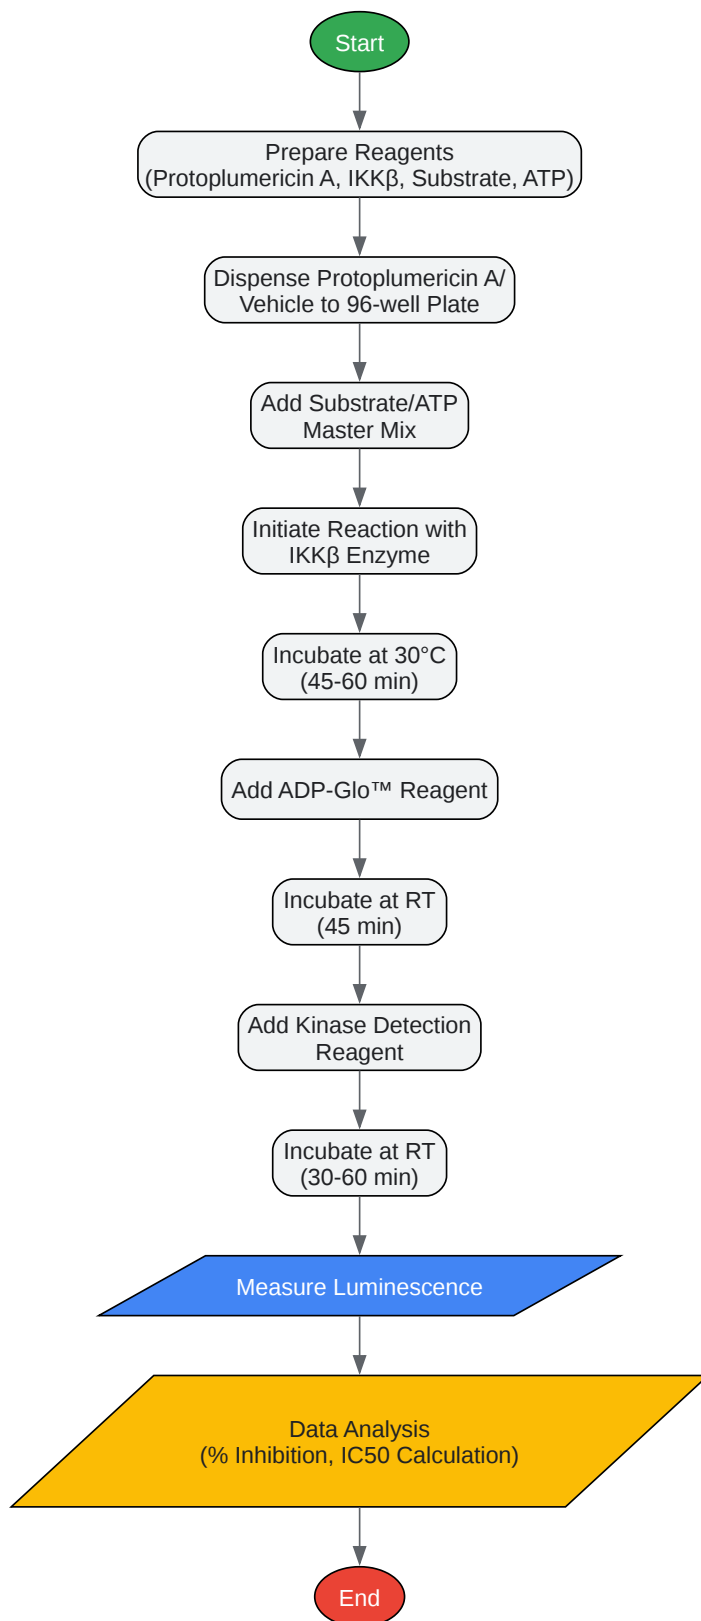 Start
Prepare Reagents
(Protoplumericin A, IKKβ, Substrate, ATP)
Dispense Protoplumericin A/
Vehicle to 96-well Plate
Add Substrate/ATP
Master Mix
Initiate Reaction with
IKKβ Enzyme
Incubate at 30°C
(45-60 min)
Add ADP-Glo™ Reagent
Incubate at RT
(45 min)
Add Kinase Detection
Reagent
Incubate at RT
(30-60 min)
Measure Luminescence
Data Analysis
(% Inhibition, IC50 Calculation)
End